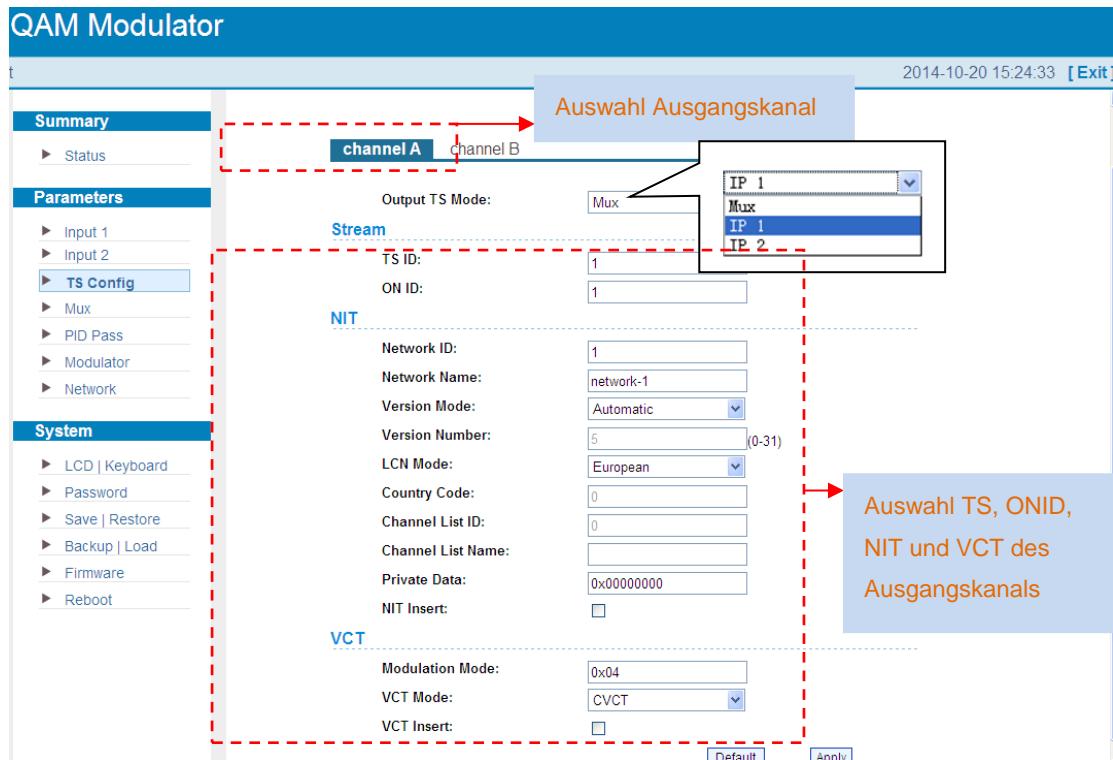 QAM Modulator
t
2014-10-20 15:24:33 [ Exit ]
Auswahl Ausgangskanal
Summary
Status
Parameters
Input 1
Input 2
TS Config
Mux
PID Pass
Modulator
Network
System
LCD | Keyboard
Password
Save | Restore
Backup | Load
Firmware
Reboot
channel A channel B
Output TS Mode: Mux
IP 1
Mux
IP 1
IP 2
Stream
TS ID: 1
ON ID: 1
NIT
Network ID: 1
Network Name: network-1
Version Mode: Automatic
Version Number: 5 (0-31)
LCN Mode: European
Country Code: 0
Channel List ID: 0
Channel List Name:
Private Data: 0x00000000
NIT Insert:
VCT
Modulation Mode: 0x04
VCT Mode: CVCT
VCT Insert:
Default Apply
Auswahl TS, ONID,
NIT und VCT des
Ausgangskanals